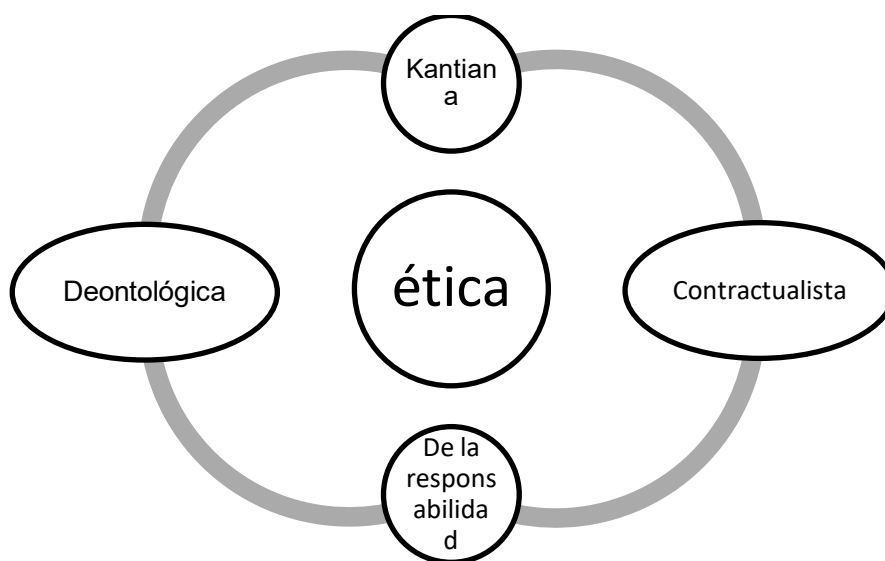 Kantian
a
Deontológica
ética
Contractualista
De la
respons
abilida
d